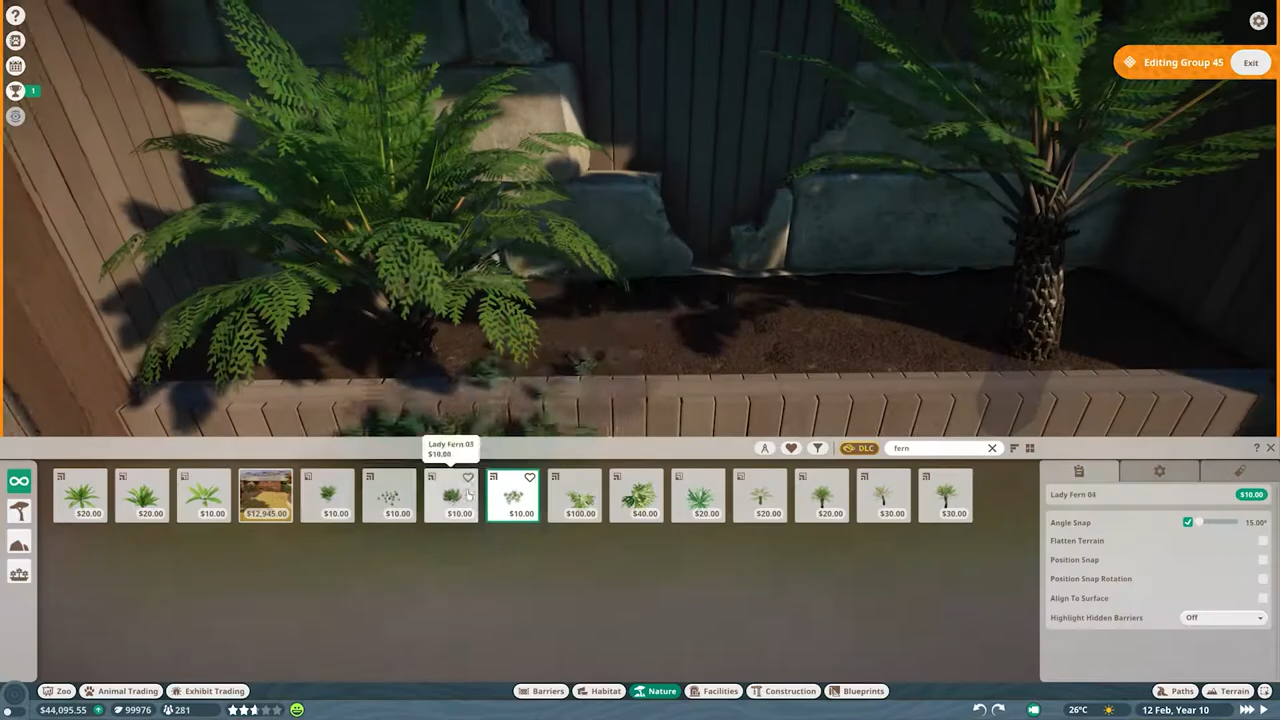 ?
Editing Group 45
Exit
1
Lady Fern 03
$10.00
DLC
fern
?
$20.00
$20.00
$10.00
$12,945.00
$10.00
$10.00
$10.00
$10.00
$100.00
$40.00
$20.00
$20.00
$20.00
$30.00
$30.00
Lady Fern 04
$10.00
Angle Snap
15.00°
Flatten Terrain
Position Snap
Position Snap Rotation
Align To Surface
Highlight Hidden Barriers
Off
Zoo
Animal Trading
Exhibit Trading
Barriers
Habitat
Nature
Facilities
Construction
Blueprints
Paths
Terrain
$44,095.55
99976
281
26°C
12 Feb, Year 10